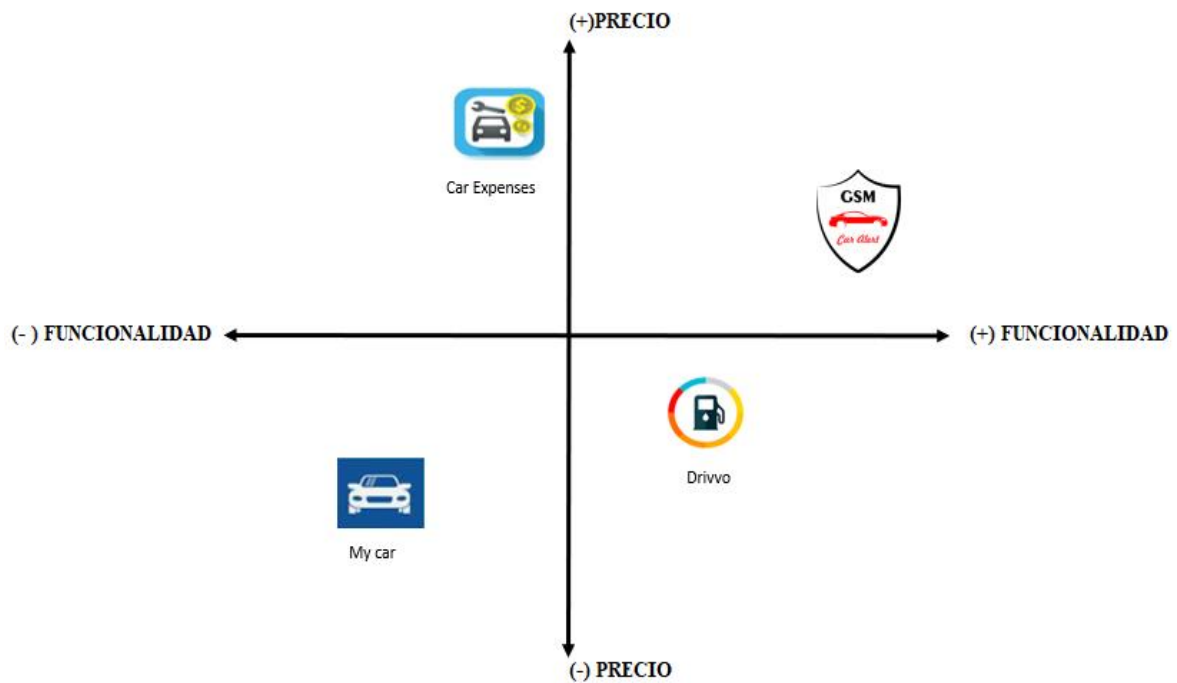 (+)PRECIO
Car Expenses
GSM
Car Alert
(- ) FUNCIONALIDAD
(+) FUNCIONALIDAD
Drivvo
My car
(-) PRECIO